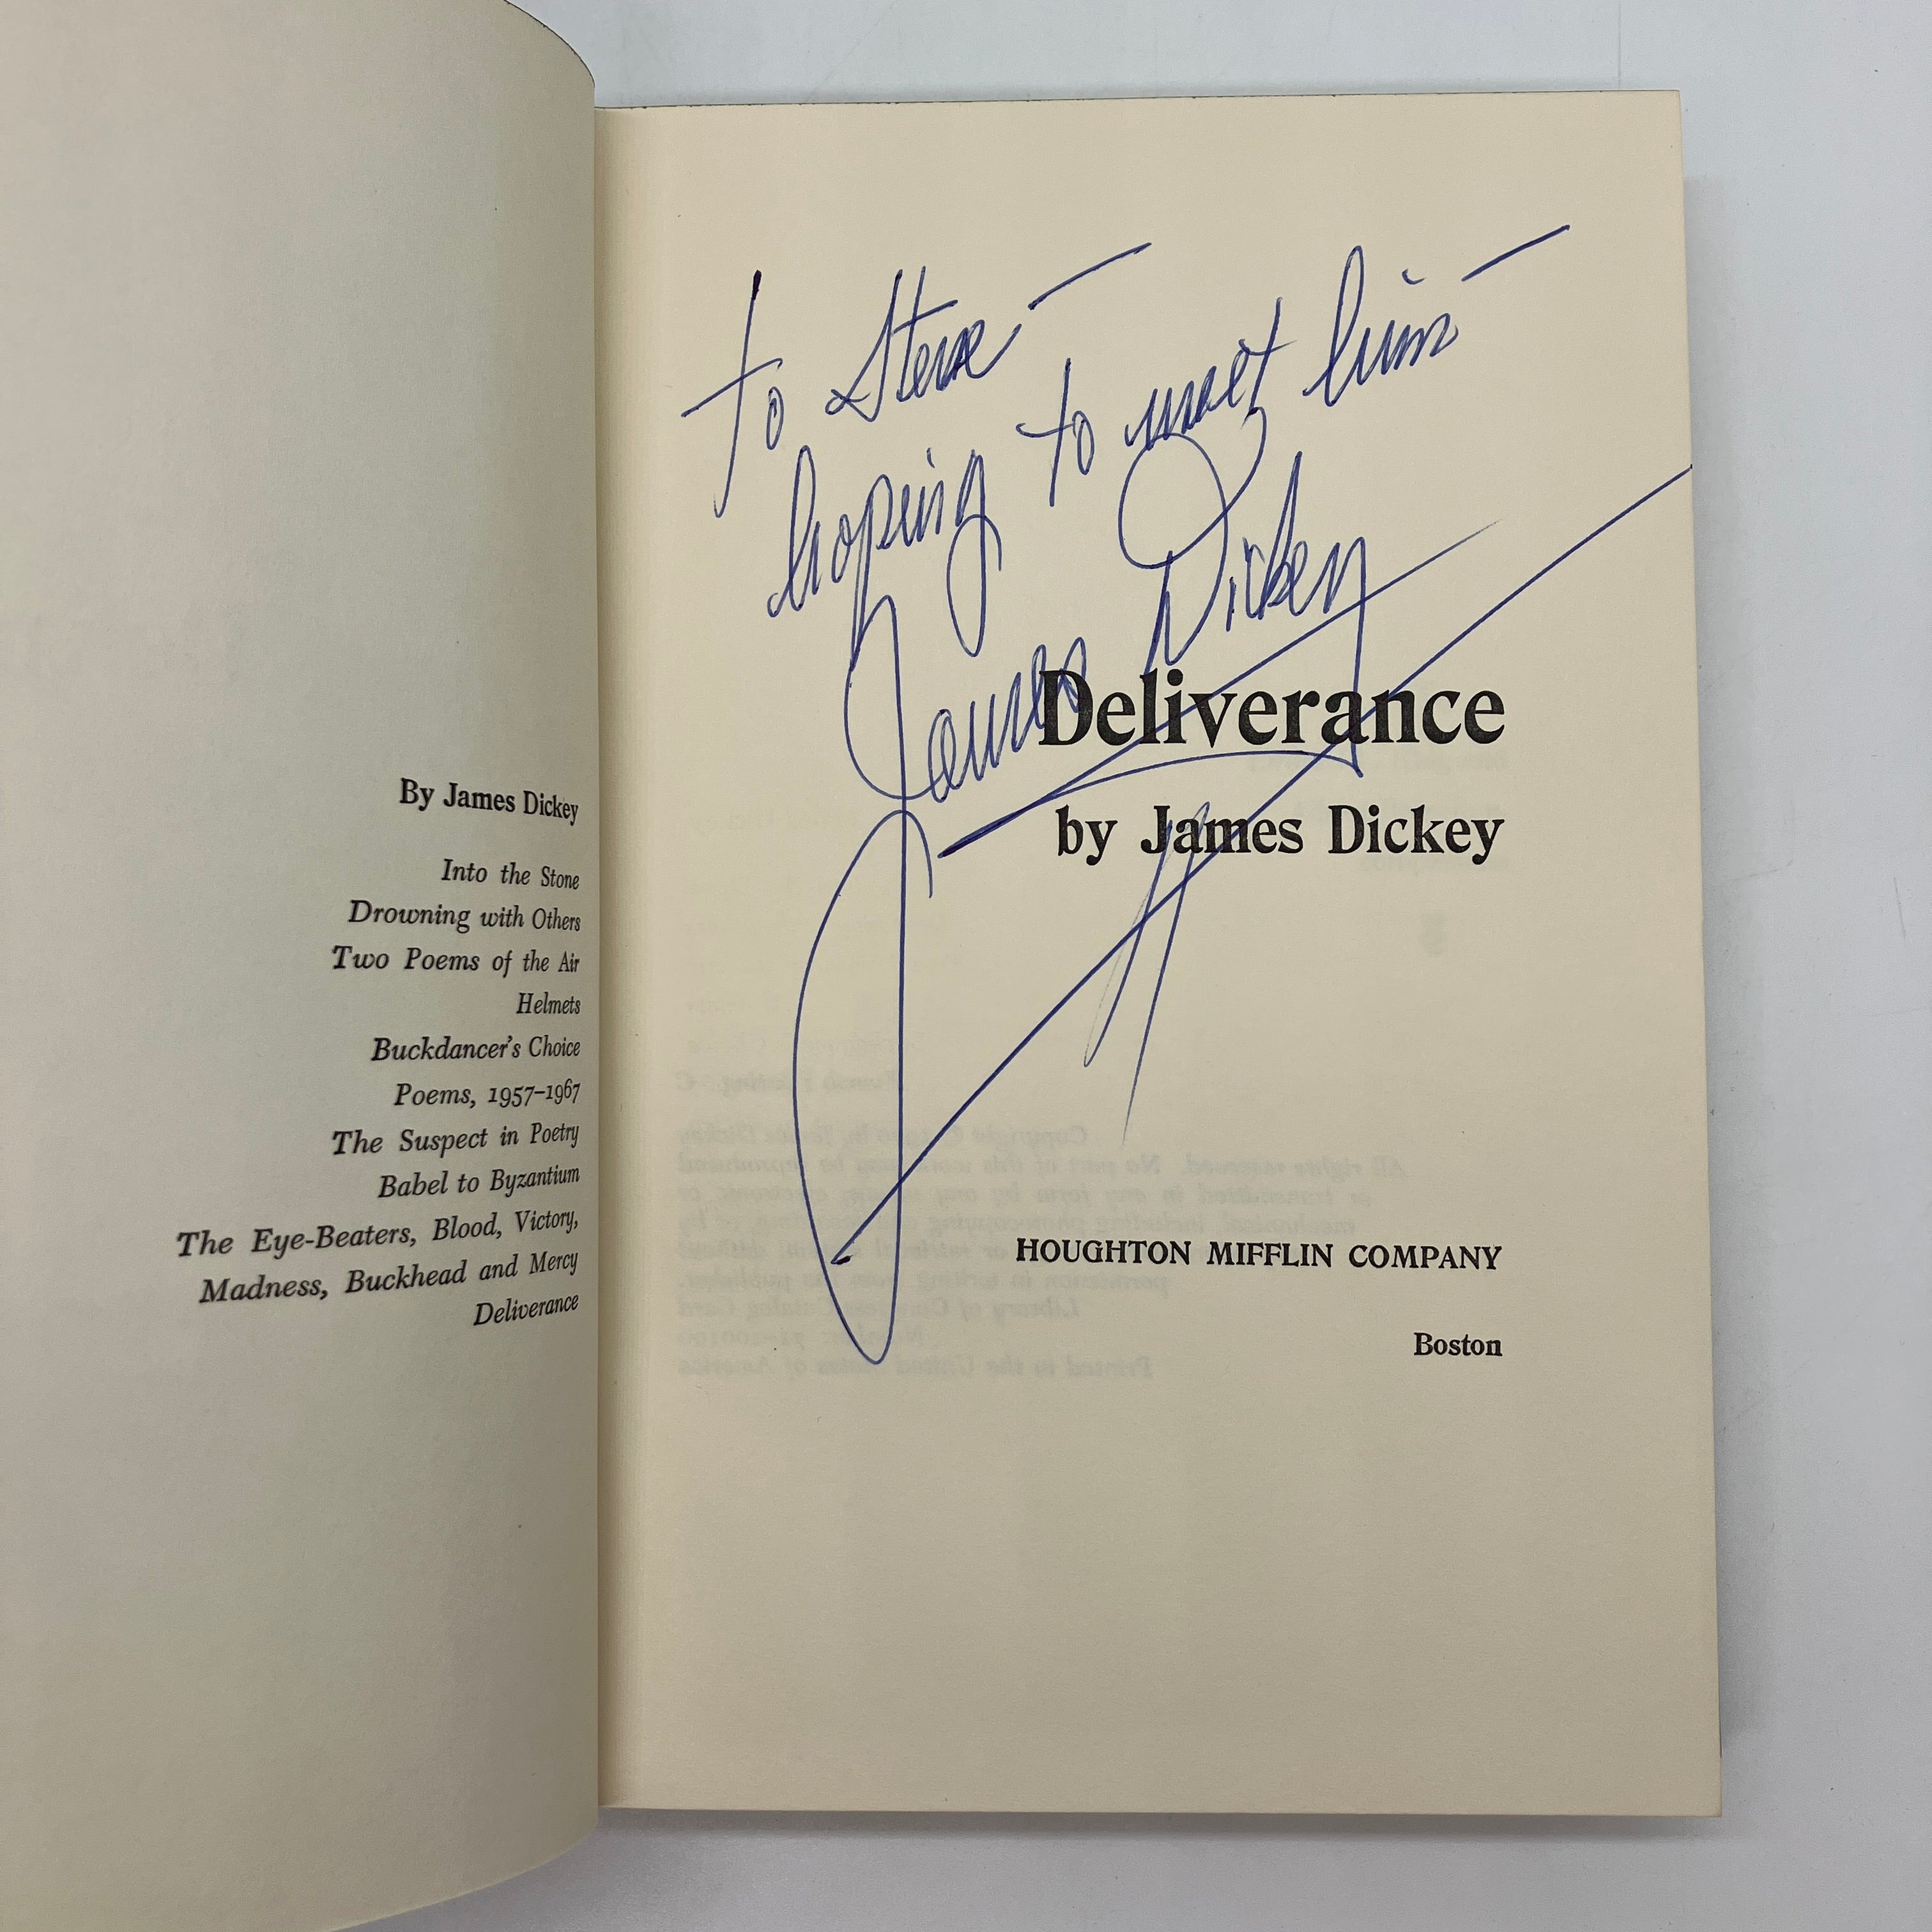 By James Dickey
Into the Stone
Drowning with Others
Two Poems of the Air
Helmets
Buckdancer's Choice
Poems, 1957–1967
The Suspect in Poetry
Babel to Byzantium
The Eye-Beaters, Blood, Victory,
Madness, Buckhead and Mercy
Deliverance
To Steve —
hoping to meet him —
James Dickey
Deliverance
by James Dickey
HOUGHTON MIFFLIN COMPANY
Boston